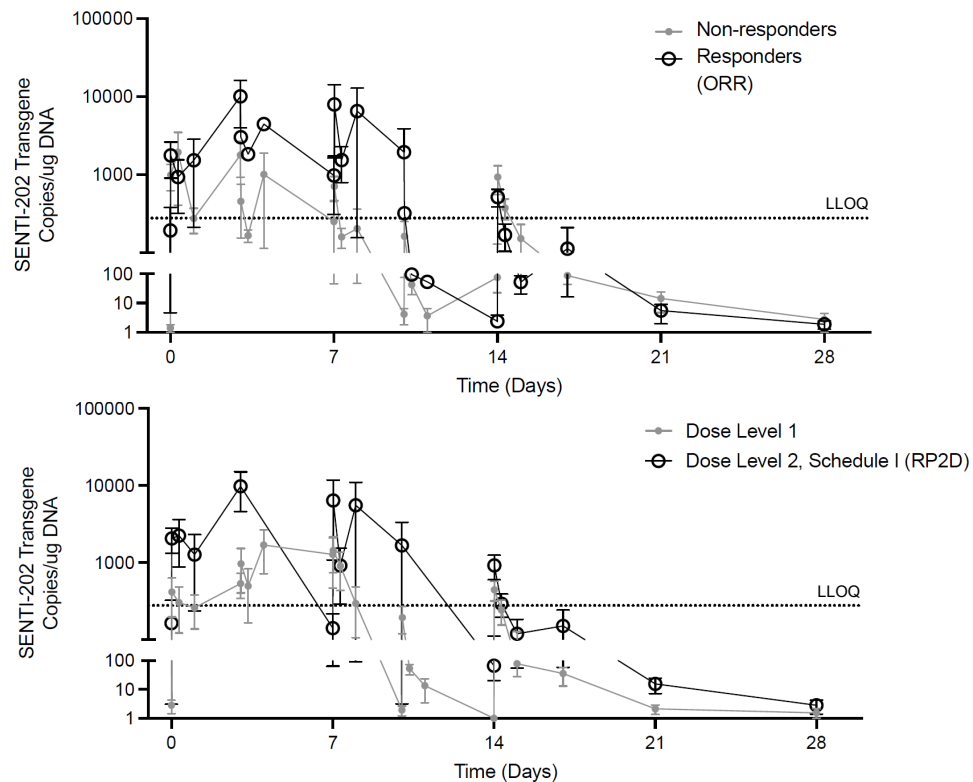 SENTI-202 Transgene
Copies/ug DNA
100000
10000
1000
100
10
1
Non-responders
Responders
(ORR)
LLOQ
0
7
14
21
28
Time (Days)
SENTI-202 Transgene
Copies/ug DNA
100000
10000
1000
100
10
1
Dose Level 1
Dose Level 2, Schedule I (RP2D)
LLOQ
0
7
14
21
28
Time (Days)